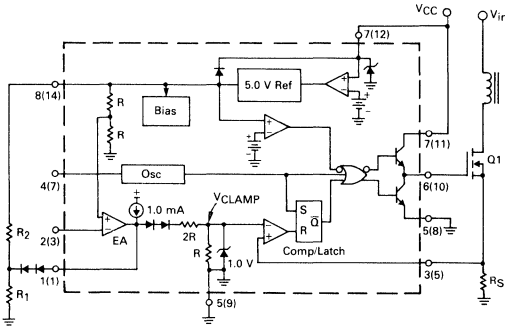 VCC
Vin
7(12)
5.0 V Ref
+
−
+
−
8(14)
R
Bias
R
+
−
+
−
7(11)
Q1
4(7)
Osc
6(10)
VCLAMP
+
1.0 mA
S
Q
R
R2
2(3)
+
−
EA
2R
−
+
5(8)
R
1.0 V
Comp/Latch
1(1)
3(5)
R1
5(9)
RS